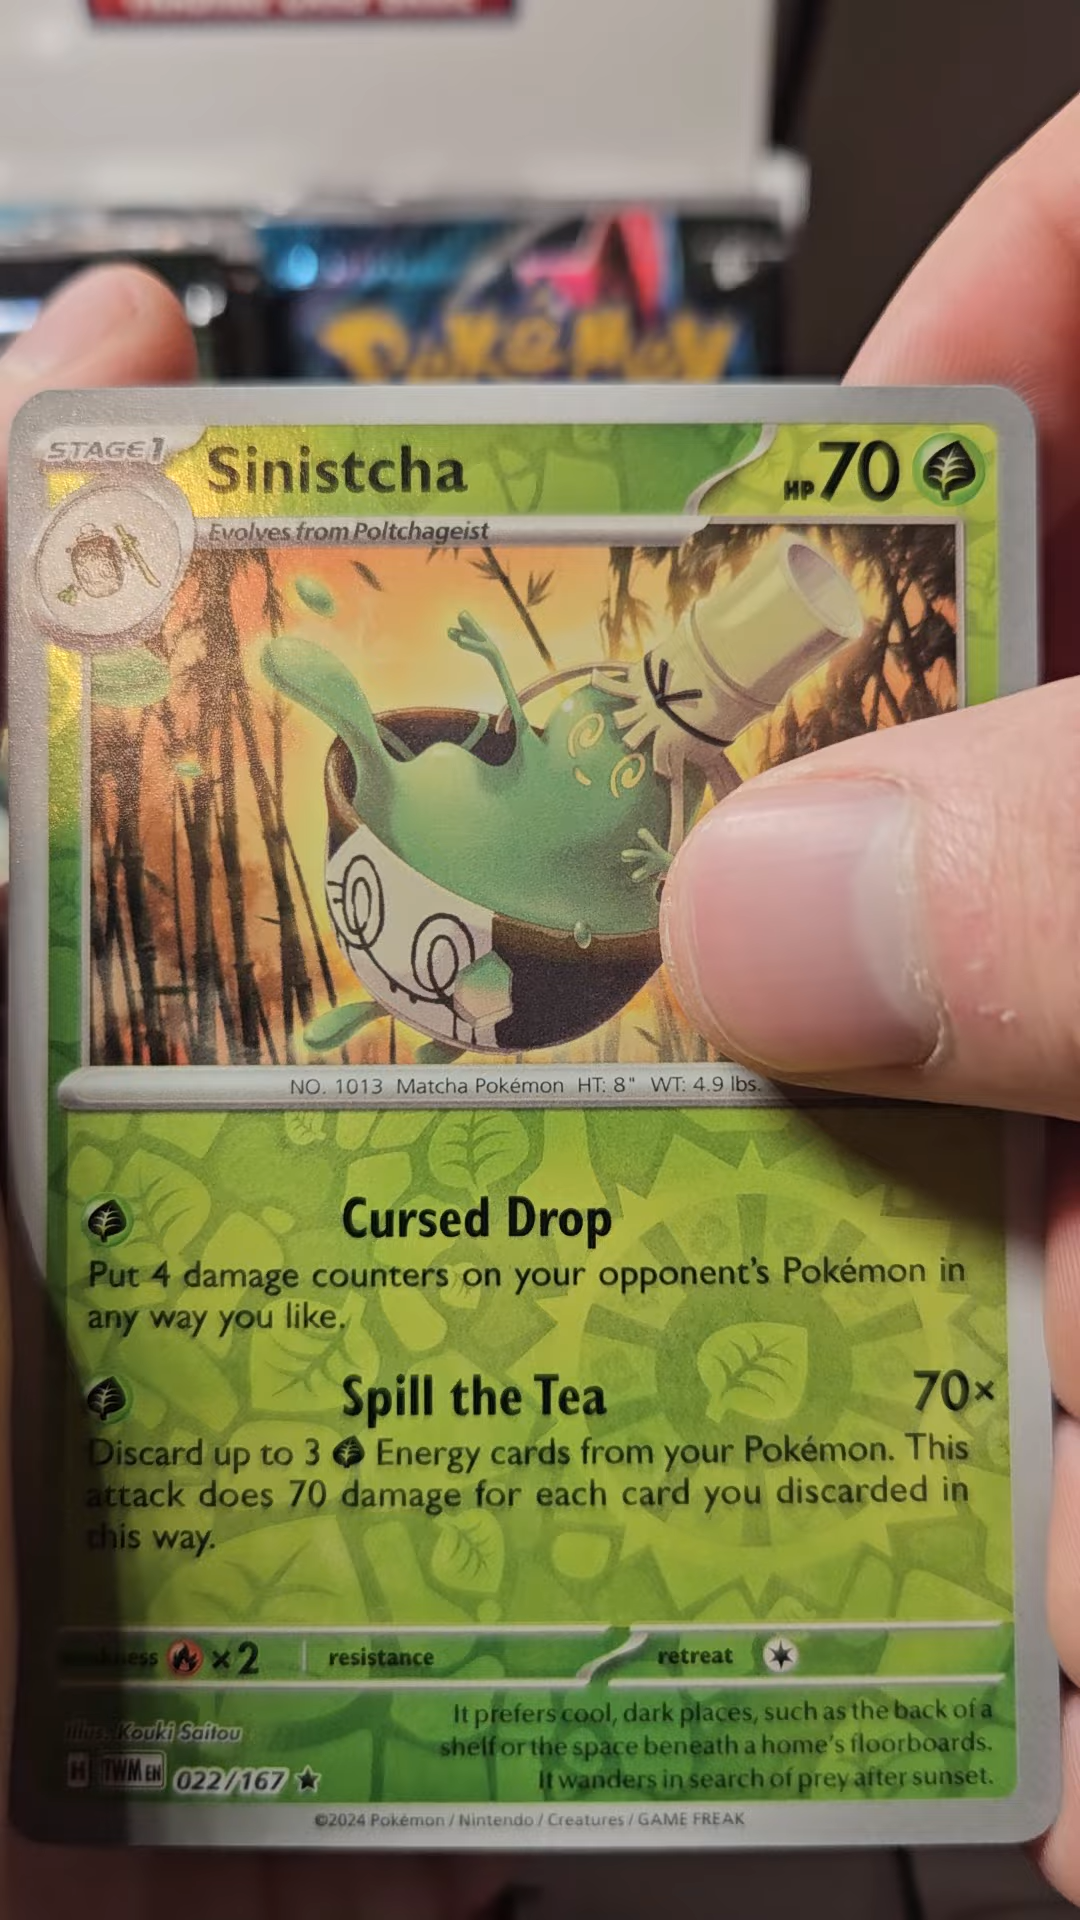 Pokémon
STAGE1
Sinistcha
HP 70
Evolves from Poltchageist
NO. 1013 Matcha Pokémon HT: 8" WT: 4.9 lbs.
Cursed Drop
Put 4 damage counters on your opponent's Pokémon in
any way you like.
Spill the Tea 70×
Discard up to 3 Energy cards from your Pokémon. This
attack does 70 damage for each card you discarded in
this way.
weakness ×2 resistance retreat
Illus. Kouki Saitou
It prefers cool, dark places, such as the back of a
shelf or the space beneath a home's floorboards.
It wanders in search of prey after sunset.
H TWM EN 022/167 ★
©2024 Pokémon / Nintendo / Creatures / GAME FREAK